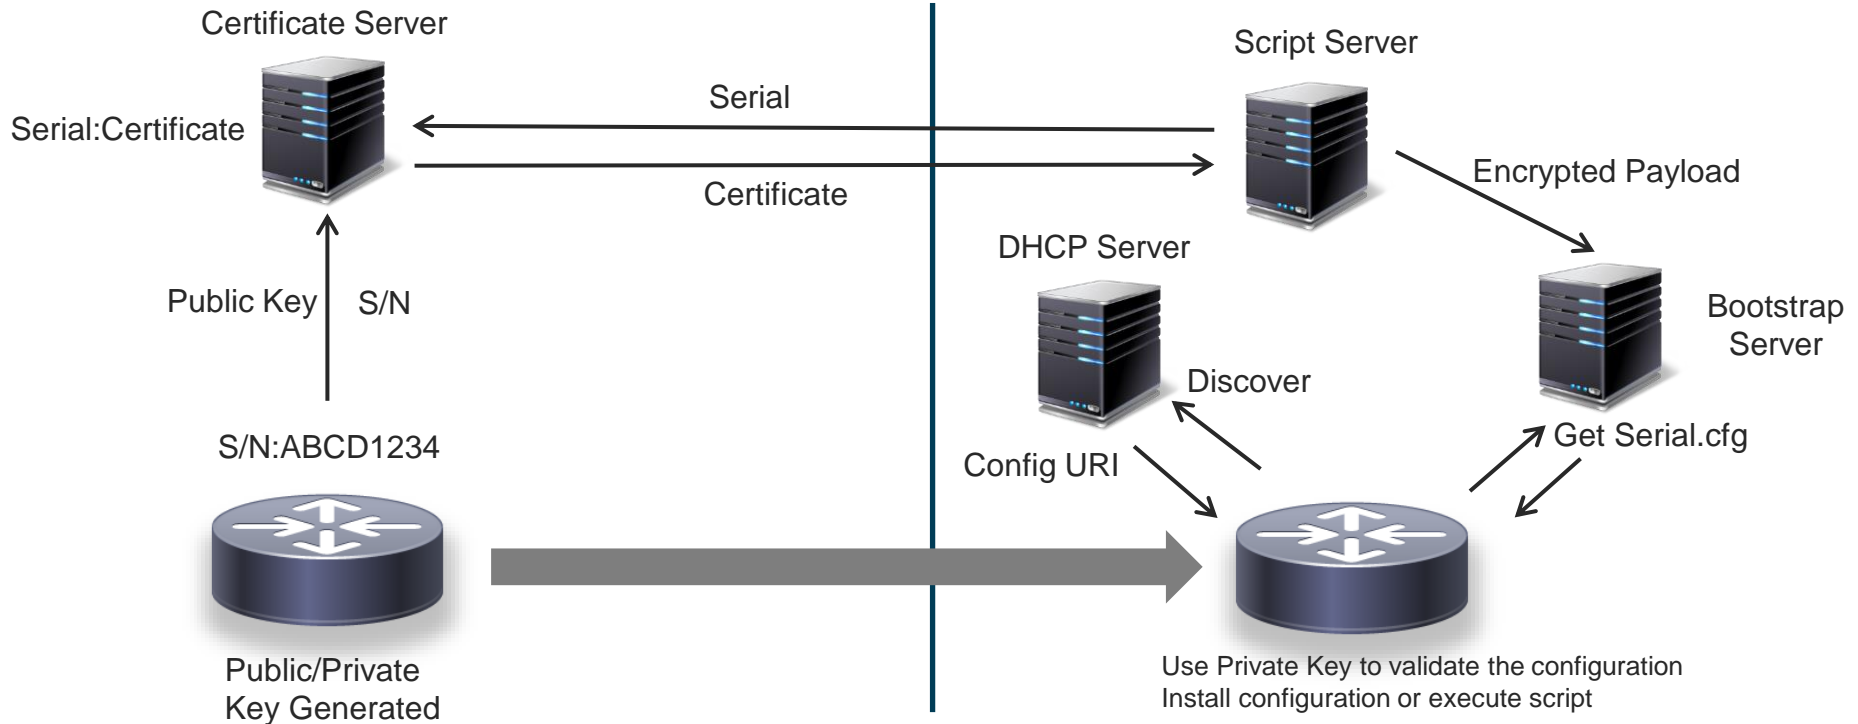 Certificate Server
Script Server
Serial
Serial:Certificate
Encrypted Payload
Certificate
DHCP Server
Public Key
S/N
Bootstrap
Server
Discover
S/N:ABCD1234
Config URI
Get Serial.cfg
Public/Private
Key Generated
Use Private Key to validate the configuration
Install configuration or execute script